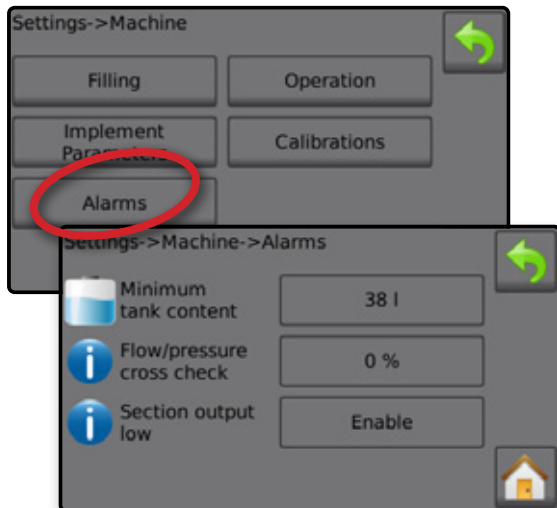 Settings->Machine
Filling
Operation
Implement
Parameters
Calibrations
Alarms
Settings->Machine->Alarms
Minimum
tank content
38 l
Flow/pressure
cross check
0 %
Section output
low
Enable